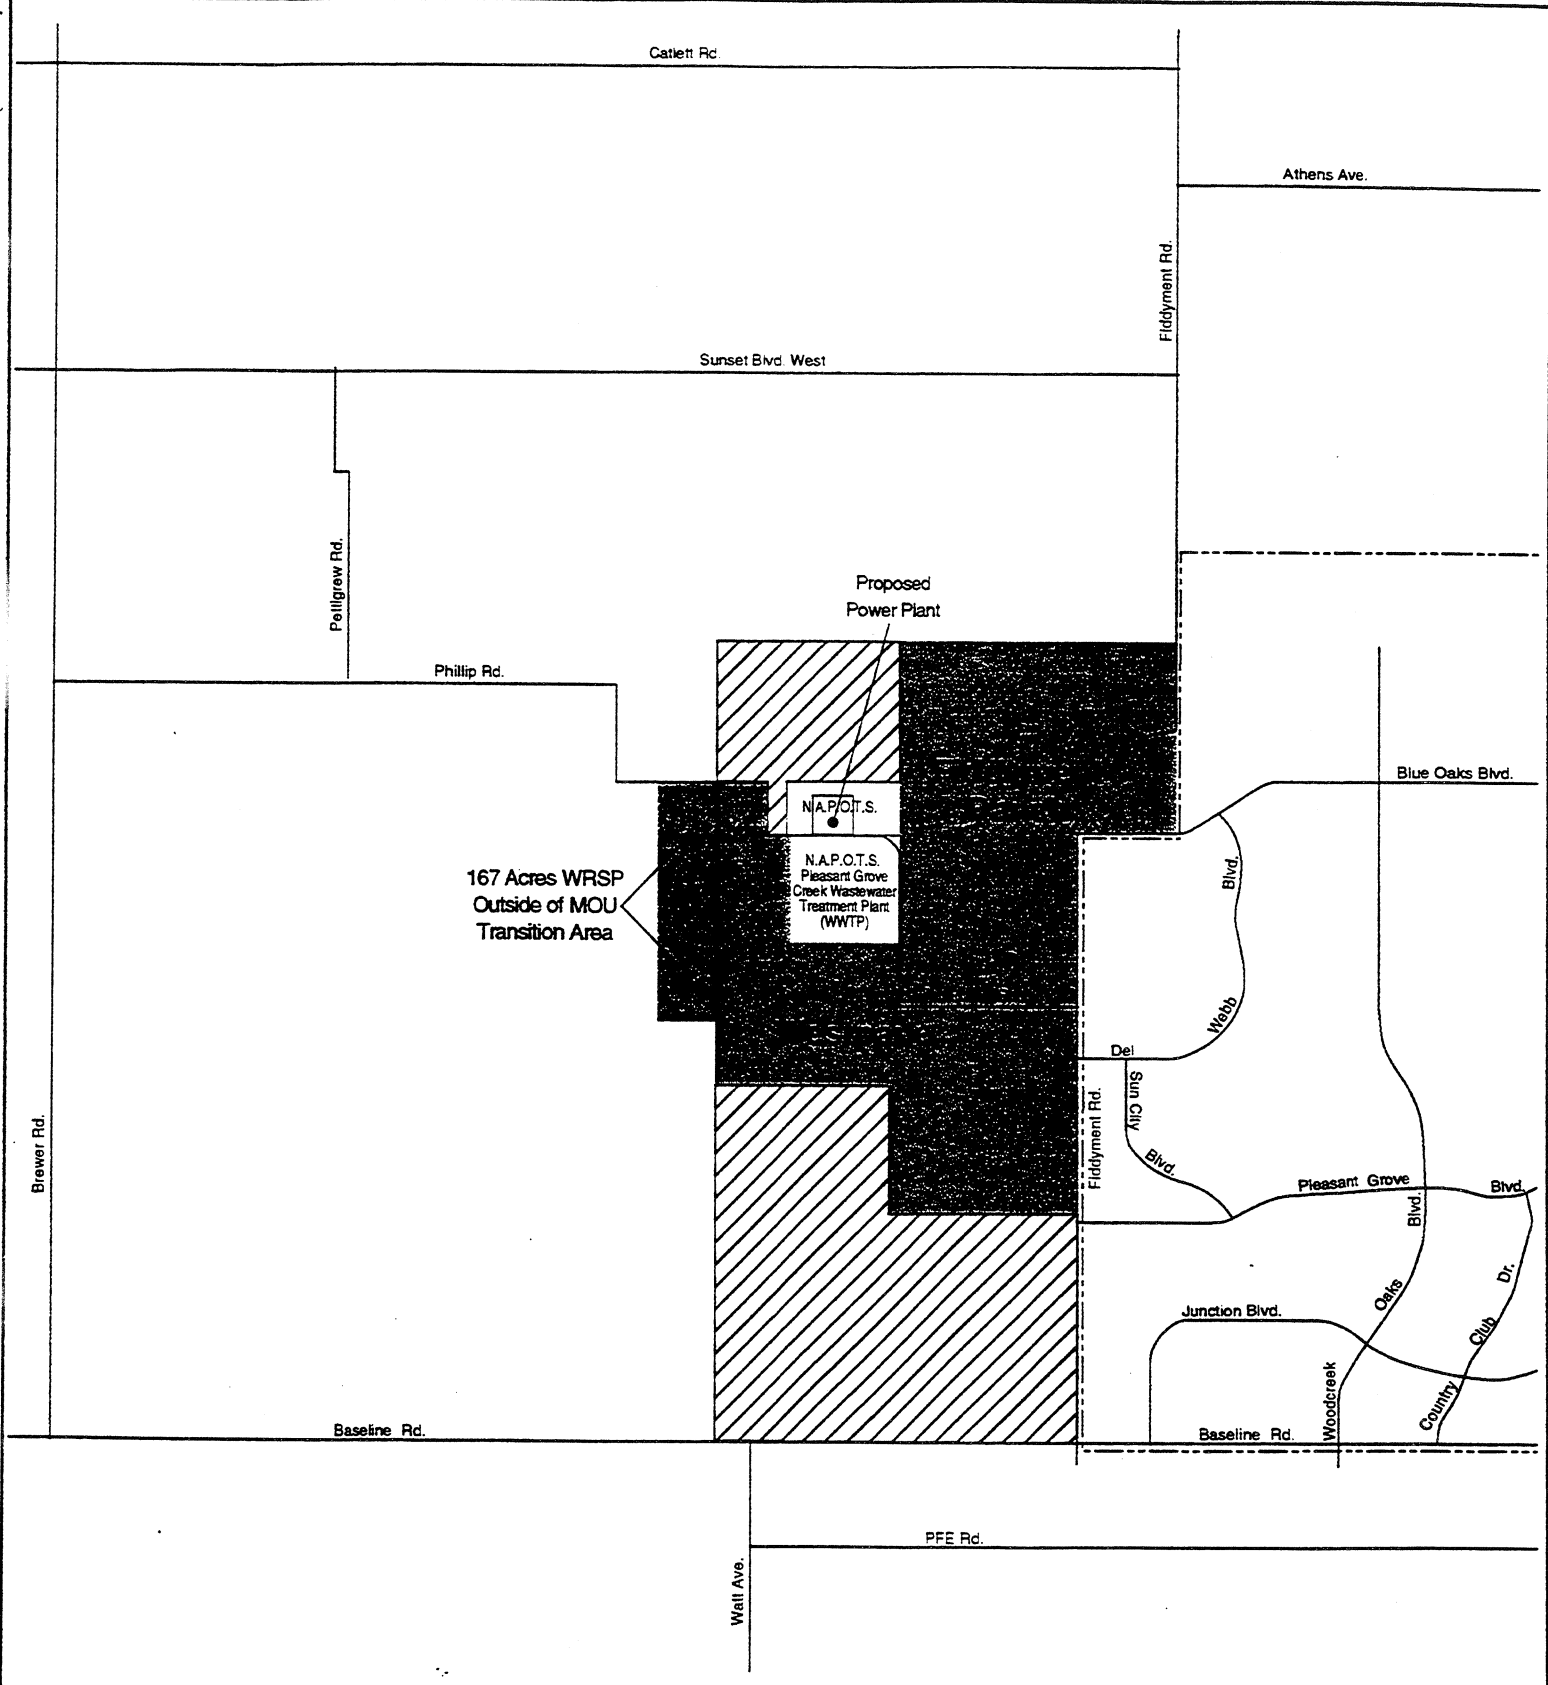 Catlett Rd.
Athens Ave.
Fiddyment Rd.
Sunset Blvd. West
Pettigrew Rd.
Proposed
Power Plant
Phillip Rd.
Blue Oaks Blvd.
N.A.P.O.T.S.
N.A.P.O.T.S.
Pleasant Grove
Creek Wastewater
Treatment Plant
(WWTP)
167 Acres WRSP
Outside of MOU
Transition Area
Blvd.
Webb
Del
Sun City
Blvd.
Fiddyment Rd.
Brewer Rd.
Pleasant Grove
Blvd.
Blvd.
Oaks
Woodcreek
Dr.
Club
Country
Junction Blvd.
Baseline Rd.
Baseline Rd.
PFE Rd.
Watt Ave.